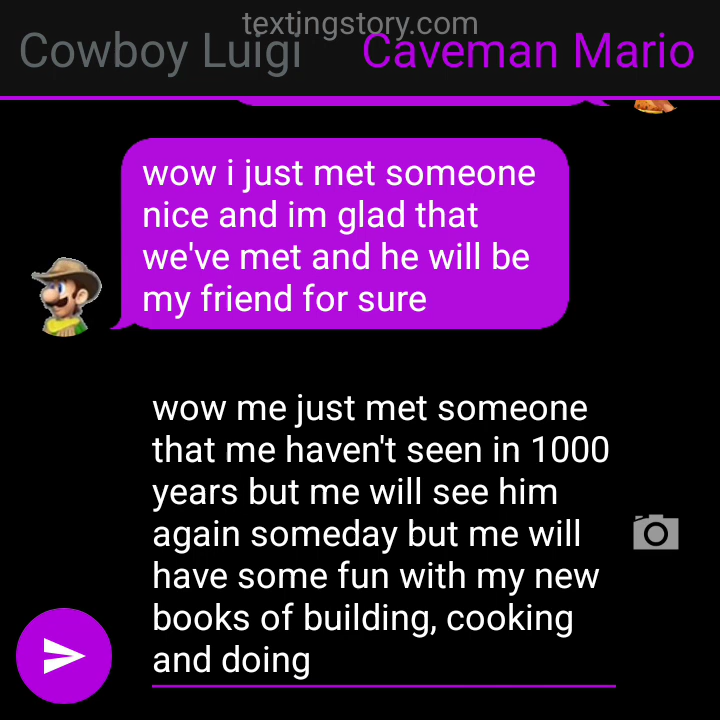 textingstory.com
Cowboy Luigi Caveman Mario
wow i just met someone
nice and im glad that
we've met and he will be
my friend for sure
wow me just met someone
that me haven't seen in 1000
years but me will see him
again someday but me will
have some fun with my new
books of building, cooking
and doing